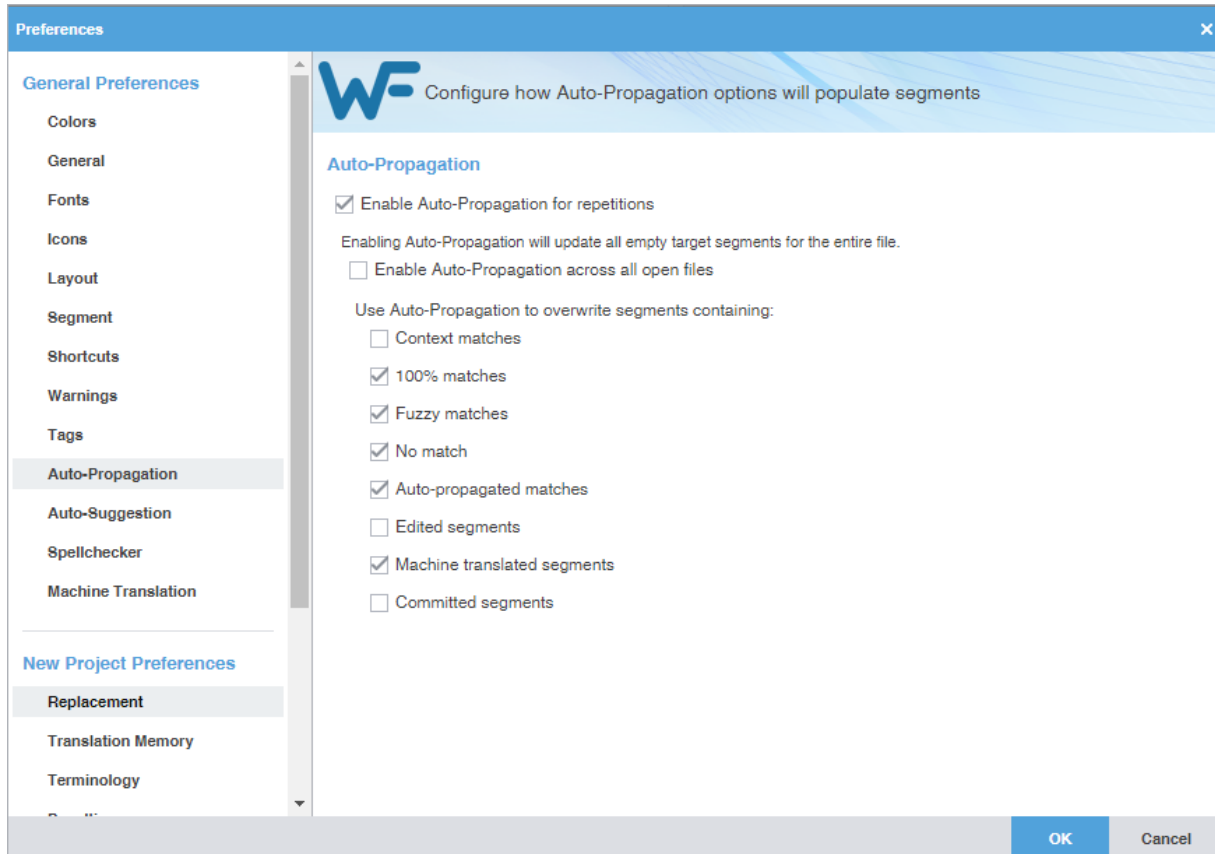 Preferences
General Preferences
Colors
General
Fonts
Icons
Layout
Segment
Shortcuts
Warnings
Tags
Auto-Propagation
Auto-Suggestion
Spellchecker
Machine Translation
New Project Preferences
Replacement
Translation Memory
Terminology
WF
Configure how Auto-Propagation options will populate segments
Auto-Propagation
Enable Auto-Propagation for repetitions
Enabling Auto-Propagation will update all empty target segments for the entire file.
Enable Auto-Propagation across all open files
Use Auto-Propagation to overwrite segments containing:
Context matches
100% matches
Fuzzy matches
No match
Auto-propagated matches
Edited segments
Machine translated segments
Committed segments
OK
Cancel